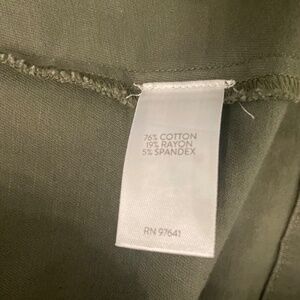 76% COTTON
19% RAYON
5% SPANDEX
RN 97641